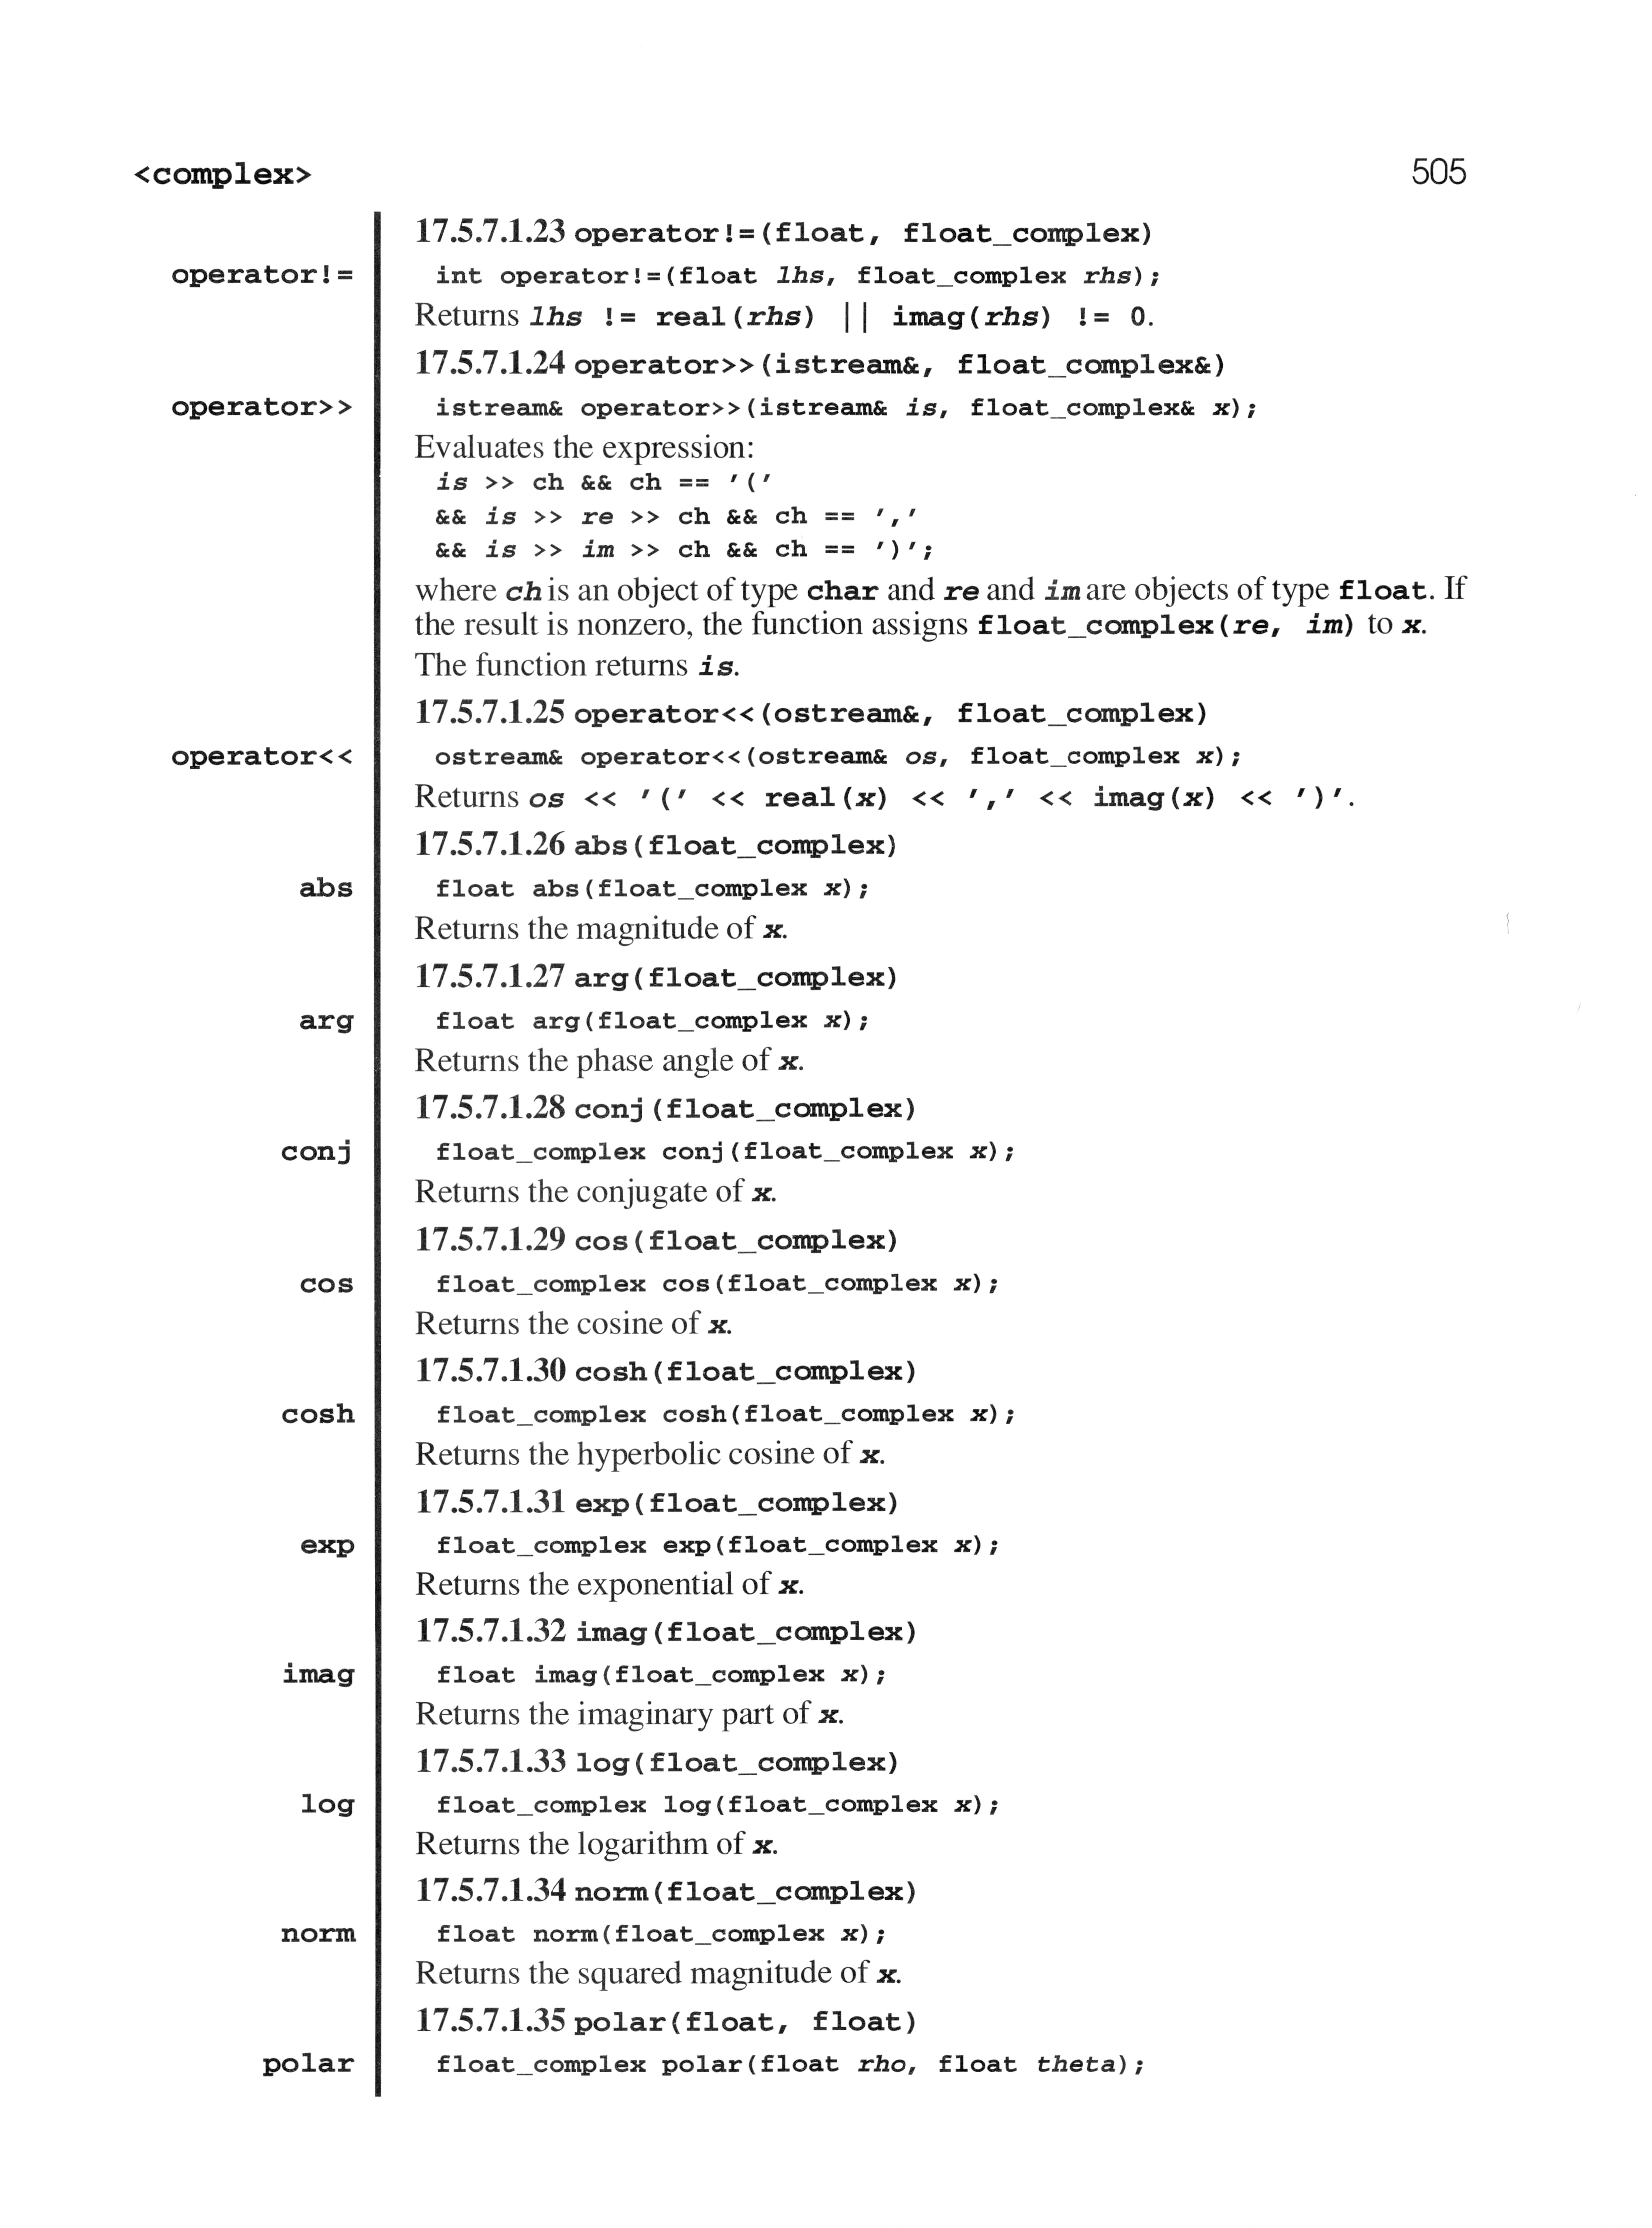 <complex> 505
17.5.7.1.23 operator!=(float, float_complex)
operator!= int operator!=(float lhs, float_complex rhs);
Returns lhs != real(rhs) || imag(rhs) != 0.
17.5.7.1.24 operator>>(istream&, float_complex&)
operator>> istream& operator>>(istream& is, float_complex& x);
Evaluates the expression:
is >> ch && ch == '('
&& is >> re >> ch && ch == ','
&& is >> im >> ch && ch == ')';
where ch is an object of type char and re and im are objects of type float. If
the result is nonzero, the function assigns float_complex(re, im) to x.
The function returns is.
17.5.7.1.25 operator<<(ostream&, float_complex)
operator<< ostream& operator<<(ostream& os, float_complex x);
Returns os << '(' << real(x) << ',' << imag(x) << ')'.
17.5.7.1.26 abs(float_complex)
abs float abs(float_complex x);
Returns the magnitude of x.
17.5.7.1.27 arg(float_complex)
arg float arg(float_complex x);
Returns the phase angle of x.
17.5.7.1.28 conj(float_complex)
conj float_complex conj(float_complex x);
Returns the conjugate of x.
17.5.7.1.29 cos(float_complex)
cos float_complex cos(float_complex x);
Returns the cosine of x.
17.5.7.1.30 cosh(float_complex)
cosh float_complex cosh(float_complex x);
Returns the hyperbolic cosine of x.
17.5.7.1.31 exp(float_complex)
exp float_complex exp(float_complex x);
Returns the exponential of x.
17.5.7.1.32 imag(float_complex)
imag float imag(float_complex x);
Returns the imaginary part of x.
17.5.7.1.33 log(float_complex)
log float_complex log(float_complex x);
Returns the logarithm of x.
17.5.7.1.34 norm(float_complex)
norm float norm(float_complex x);
Returns the squared magnitude of x.
17.5.7.1.35 polar(float, float)
polar float_complex polar(float rho, float theta);